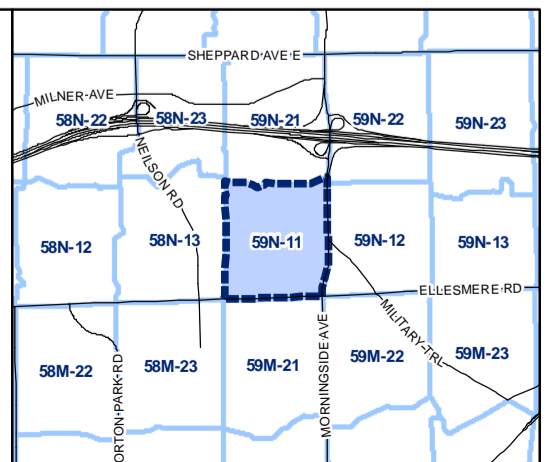 SHEPPARD AVE E
MILNER AVE
58N-22
58N-23
59N-21
59N-22
59N-23
NEILSON RD
58N-12
58N-13
59N-11
59N-12
59N-13
ELLESMERE RD
MILITARY TRL
58M-22
58M-23
59M-21
59M-22
59M-23
ORTON PARK RD
MORNINGSIDE AVE